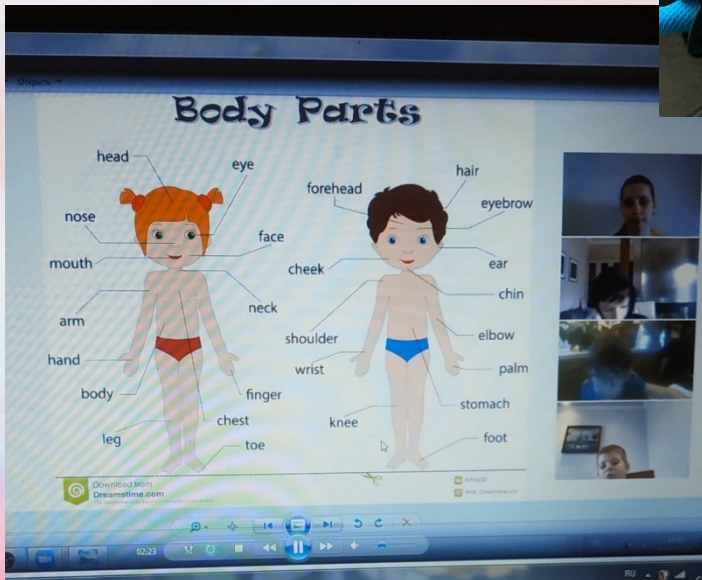 Открыть
Body Parts
head
eye
nose
face
mouth
neck
arm
hand
finger
body
chest
leg
toe
hair
forehead
eyebrow
cheek
ear
chin
shoulder
elbow
wrist
palm
stomach
knee
foot
Download from
Dreamstime.com
02:23
RU